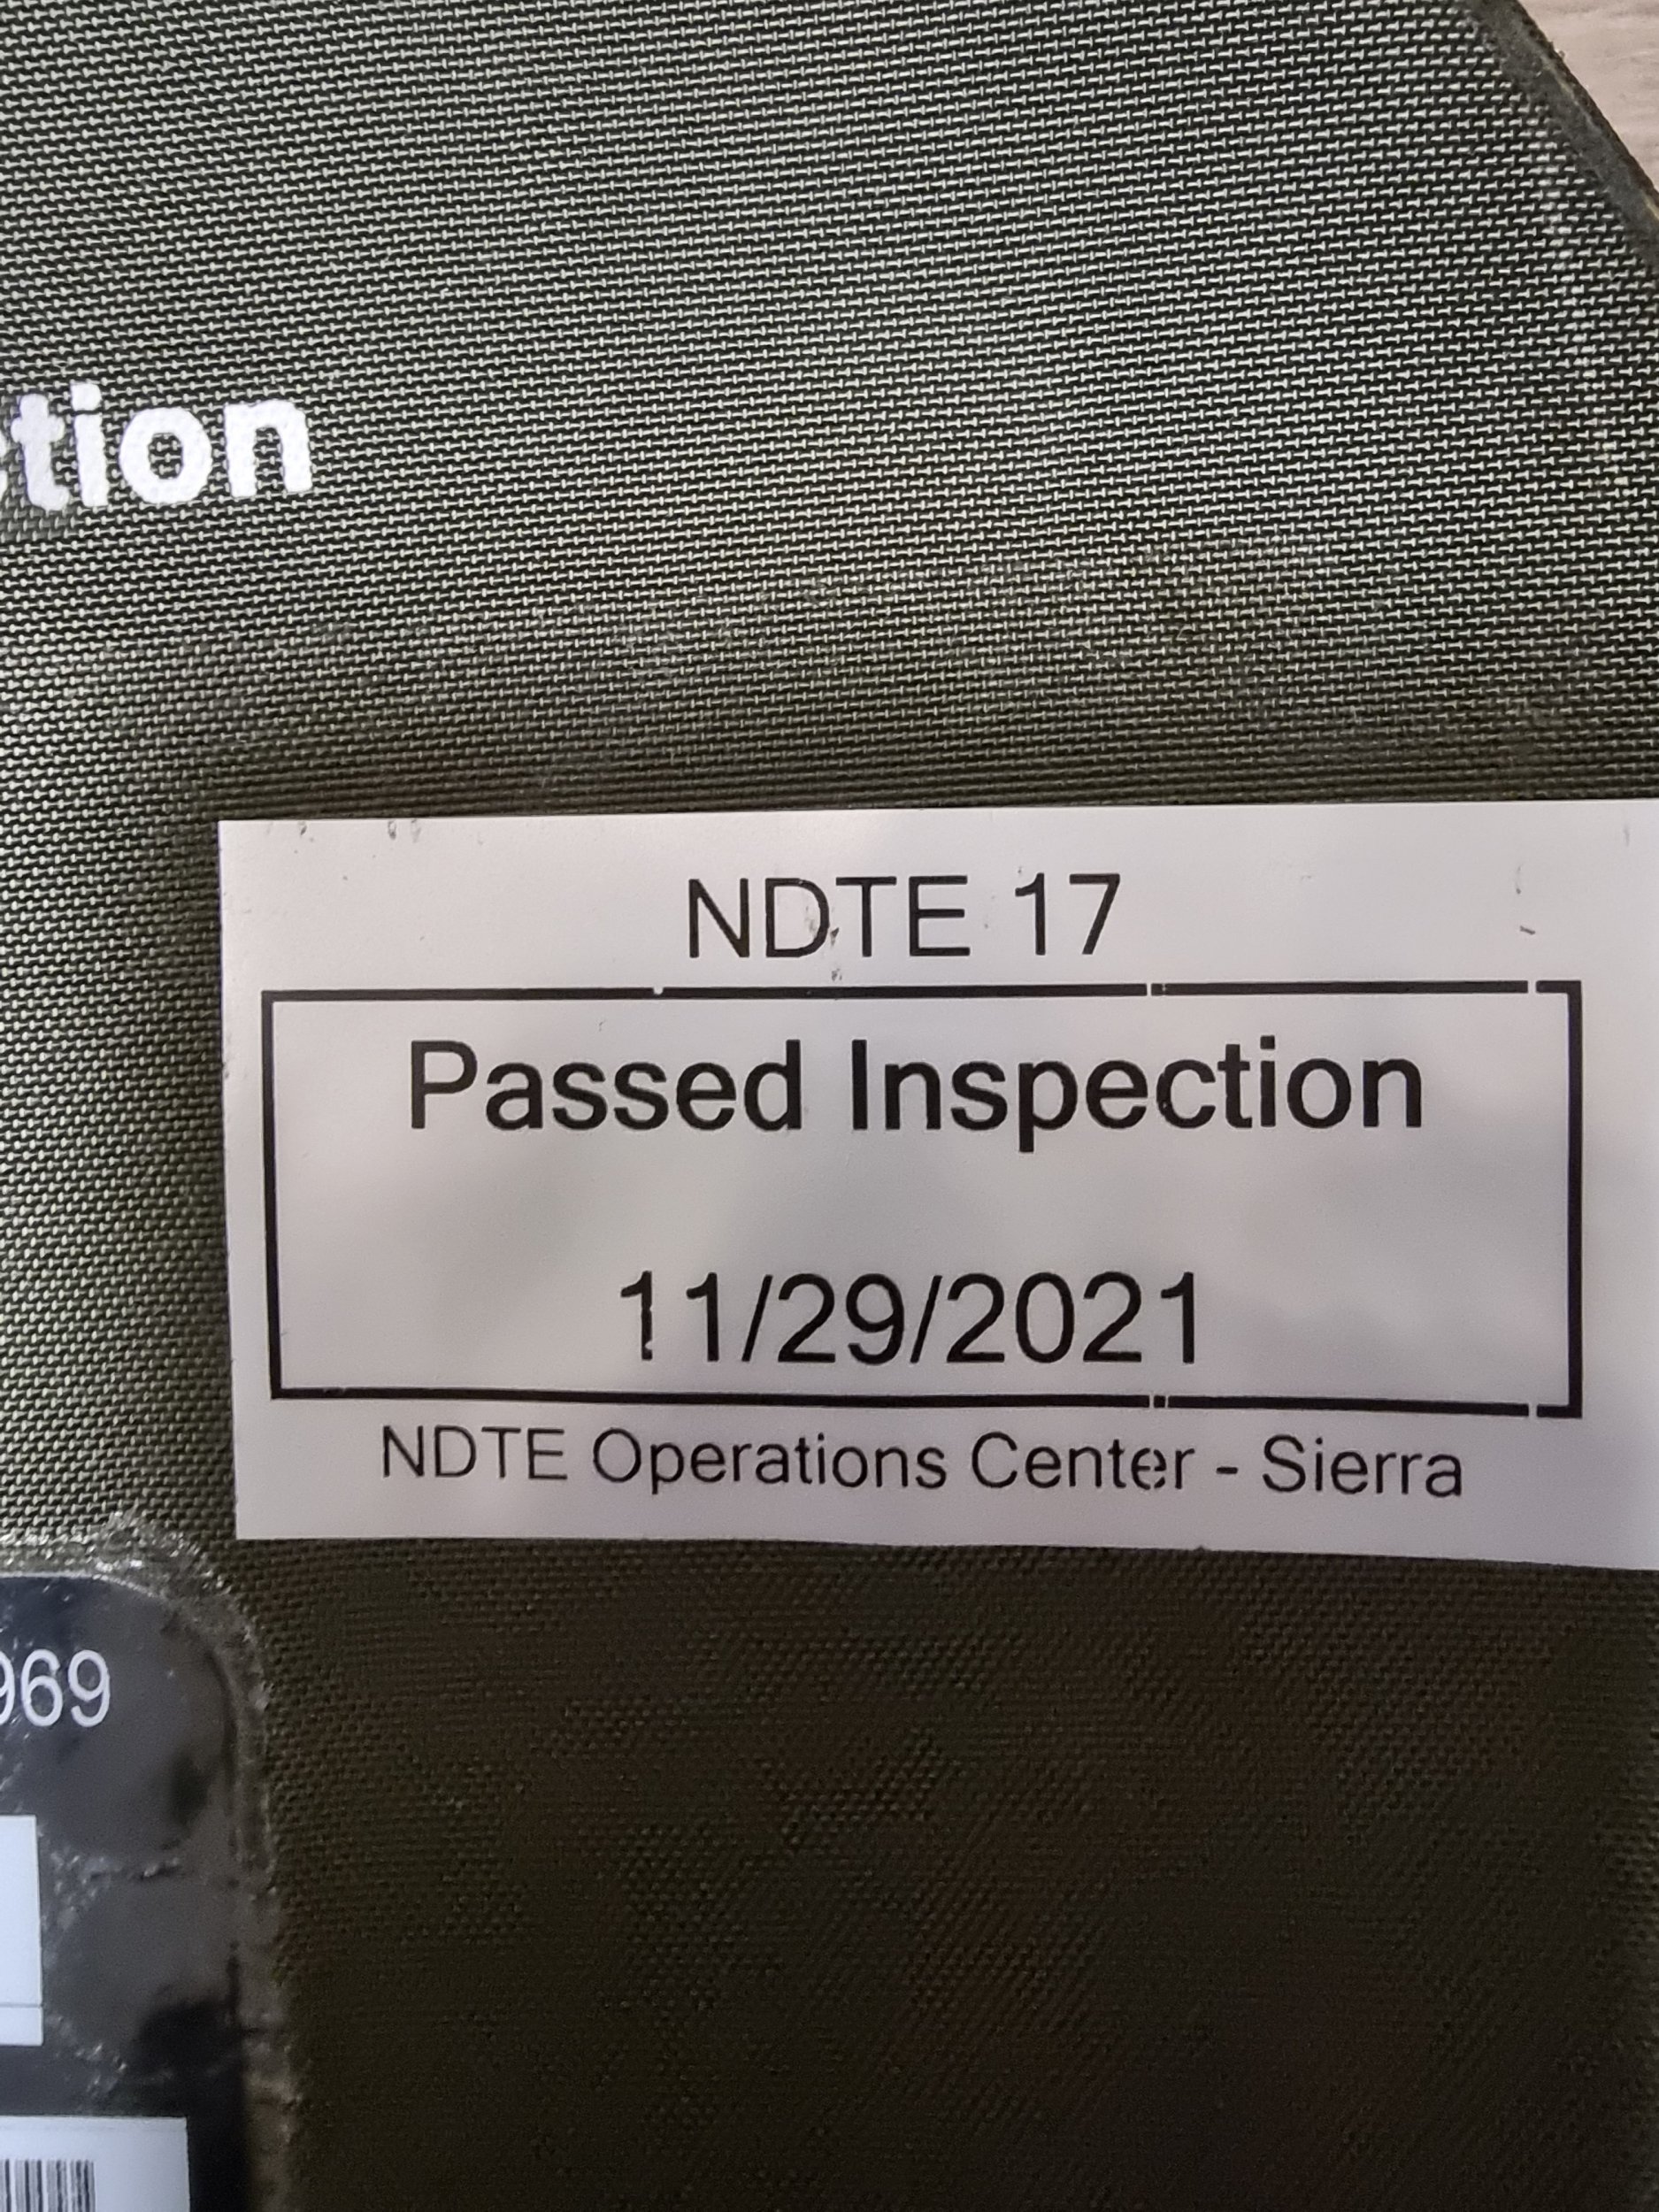 tion
NDTE 17
Passed Inspection
11/29/2021
NDTE Operations Center - Sierra
969